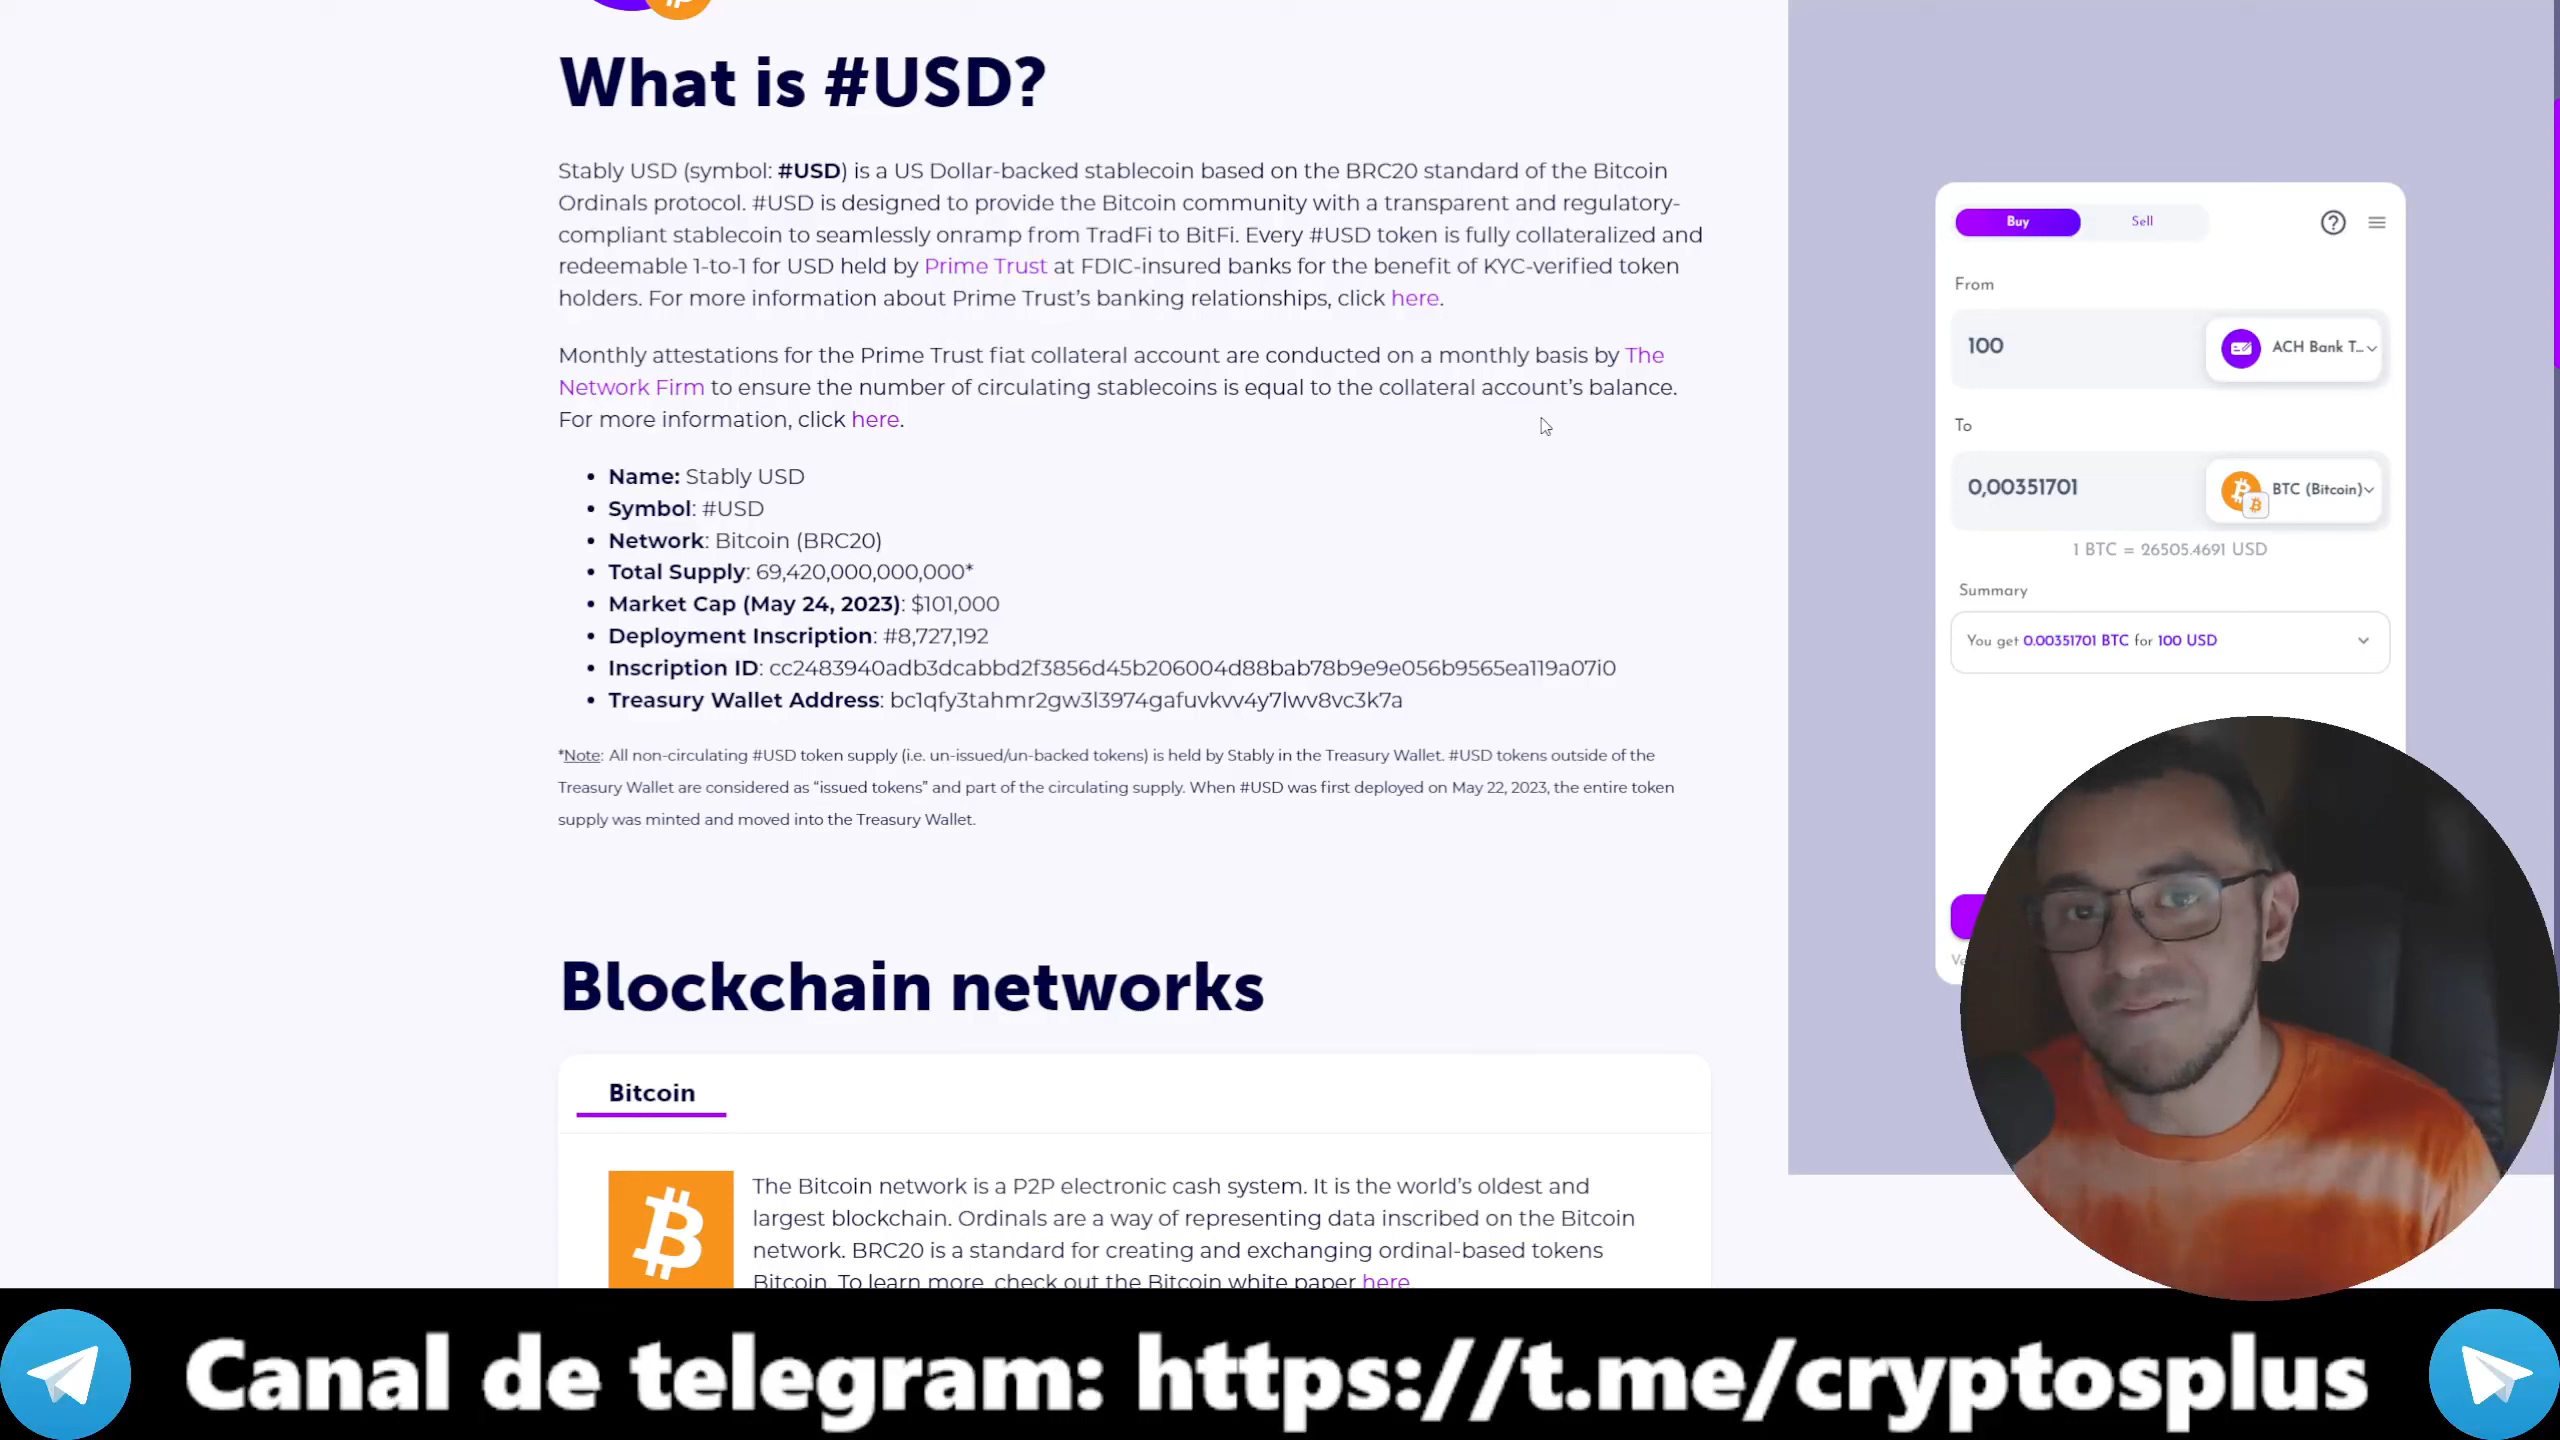 What is #USD?
Stably USD (symbol: #USD) is a US Dollar-backed stablecoin based on the BRC20 standard of the Bitcoin
Ordinals protocol. #USD is designed to provide the Bitcoin community with a transparent and regulatory-
compliant stablecoin to seamlessly onramp from TradFi to BitFi. Every #USD token is fully collateralized and
redeemable 1-to-1 for USD held by Prime Trust at FDIC-insured banks for the benefit of KYC-verified token
holders. For more information about Prime Trust's banking relationships, click here.
Monthly attestations for the Prime Trust fiat collateral account are conducted on a monthly basis by The
Network Firm to ensure the number of circulating stablecoins is equal to the collateral account's balance.
For more information, click here.
• Name: Stably USD
• Symbol: #USD
• Network: Bitcoin (BRC20)
• Total Supply: 69,420,000,000,000*
• Market Cap (May 24, 2023): $101,000
• Deployment Inscription: #8,727,192
• Inscription ID: cc2483940adb3dcabbd2f3856d45b206004d88bab78b9e9e056b9565ea119a07i0
• Treasury Wallet Address: bc1qfy3tahmr2gw3l3974gafuvkvv4y7lwv8vc3k7a
*Note: All non-circulating #USD token supply (i.e. un-issued/un-backed tokens) is held by Stably in the Treasury Wallet. #USD tokens outside of the
Treasury Wallet are considered as “issued tokens” and part of the circulating supply. When #USD was first deployed on May 22, 2023, the entire token
supply was minted and moved into the Treasury Wallet.
Blockchain networks
Bitcoin
The Bitcoin network is a P2P electronic cash system. It is the world's oldest and
largest blockchain. Ordinals are a way of representing data inscribed on the Bitcoin
network. BRC20 is a standard for creating and exchanging ordinal-based tokens
Bitcoin. To learn more, check out the Bitcoin white paper here
Buy
Sell
From
100
ACH Bank T...
To
0,00351701
BTC (Bitcoin)
1 BTC = 26505.4691 USD
Summary
You get 0.00351701 BTC for 100 USD
Canal de telegram: https://t.me/cryptosplus